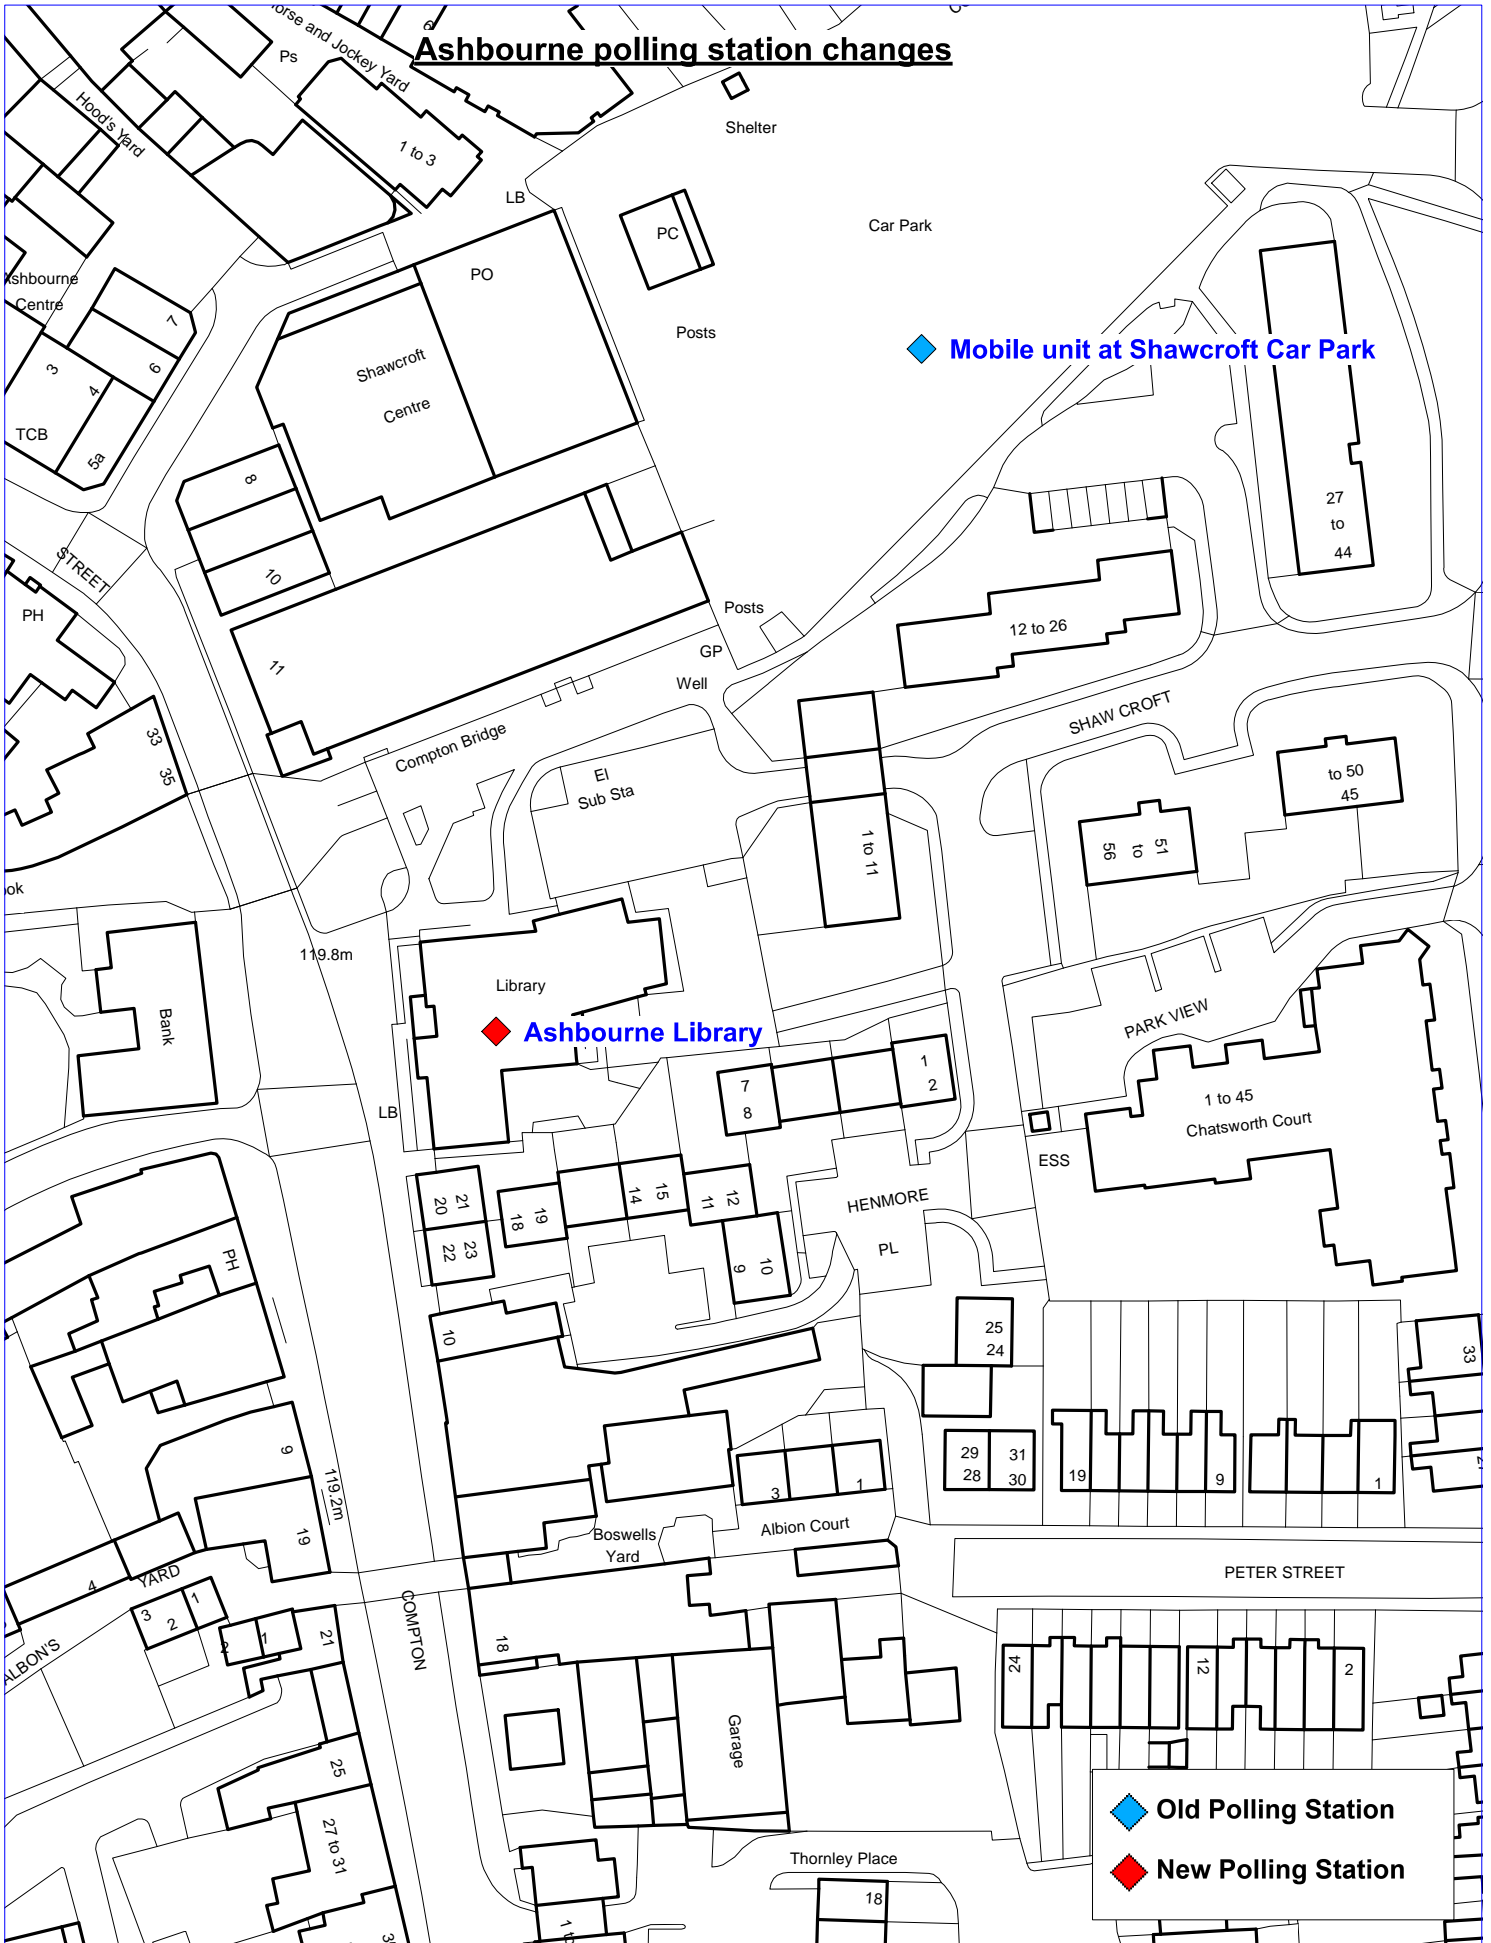 Ashbourne polling station changes
Horse and Jockey Yard
6
Ps
Hood's Yard
1 to 3
Shelter
LB
PC
Car Park
PO
Ashbourne
Centre
7
6
3
4
5a
TCB
Shawcroft
Centre
Posts
Mobile unit at Shawcroft Car Park
8
10
11
27
to
44
STREET
PH
Posts
GP
Well
12 to 26
33
35
Compton Bridge
SHAW CROFT
El
Sub Sta
to 50
45
1 to 11
51
to
56
ook
119.8m
Library
Bank
Ashbourne Library
PARK VIEW
1
2
7
8
1 to 45
Chatsworth Court
LB
ESS
21
20
19
18
15
14
12
11
23
22
10
9
HENMORE
PL
PH
10
25
24
33
9
119.2m
19
29
28
31
30
19
9
1
21
3
1
Albion Court
Boswells
Yard
PETER STREET
4
YARD
3
2
1
2
1
21
ALBON'S
COMPTON
18
24
12
2
Garage
25
27 to 31
Thornley Place
18
1 to
Old Polling Station
New Polling Station